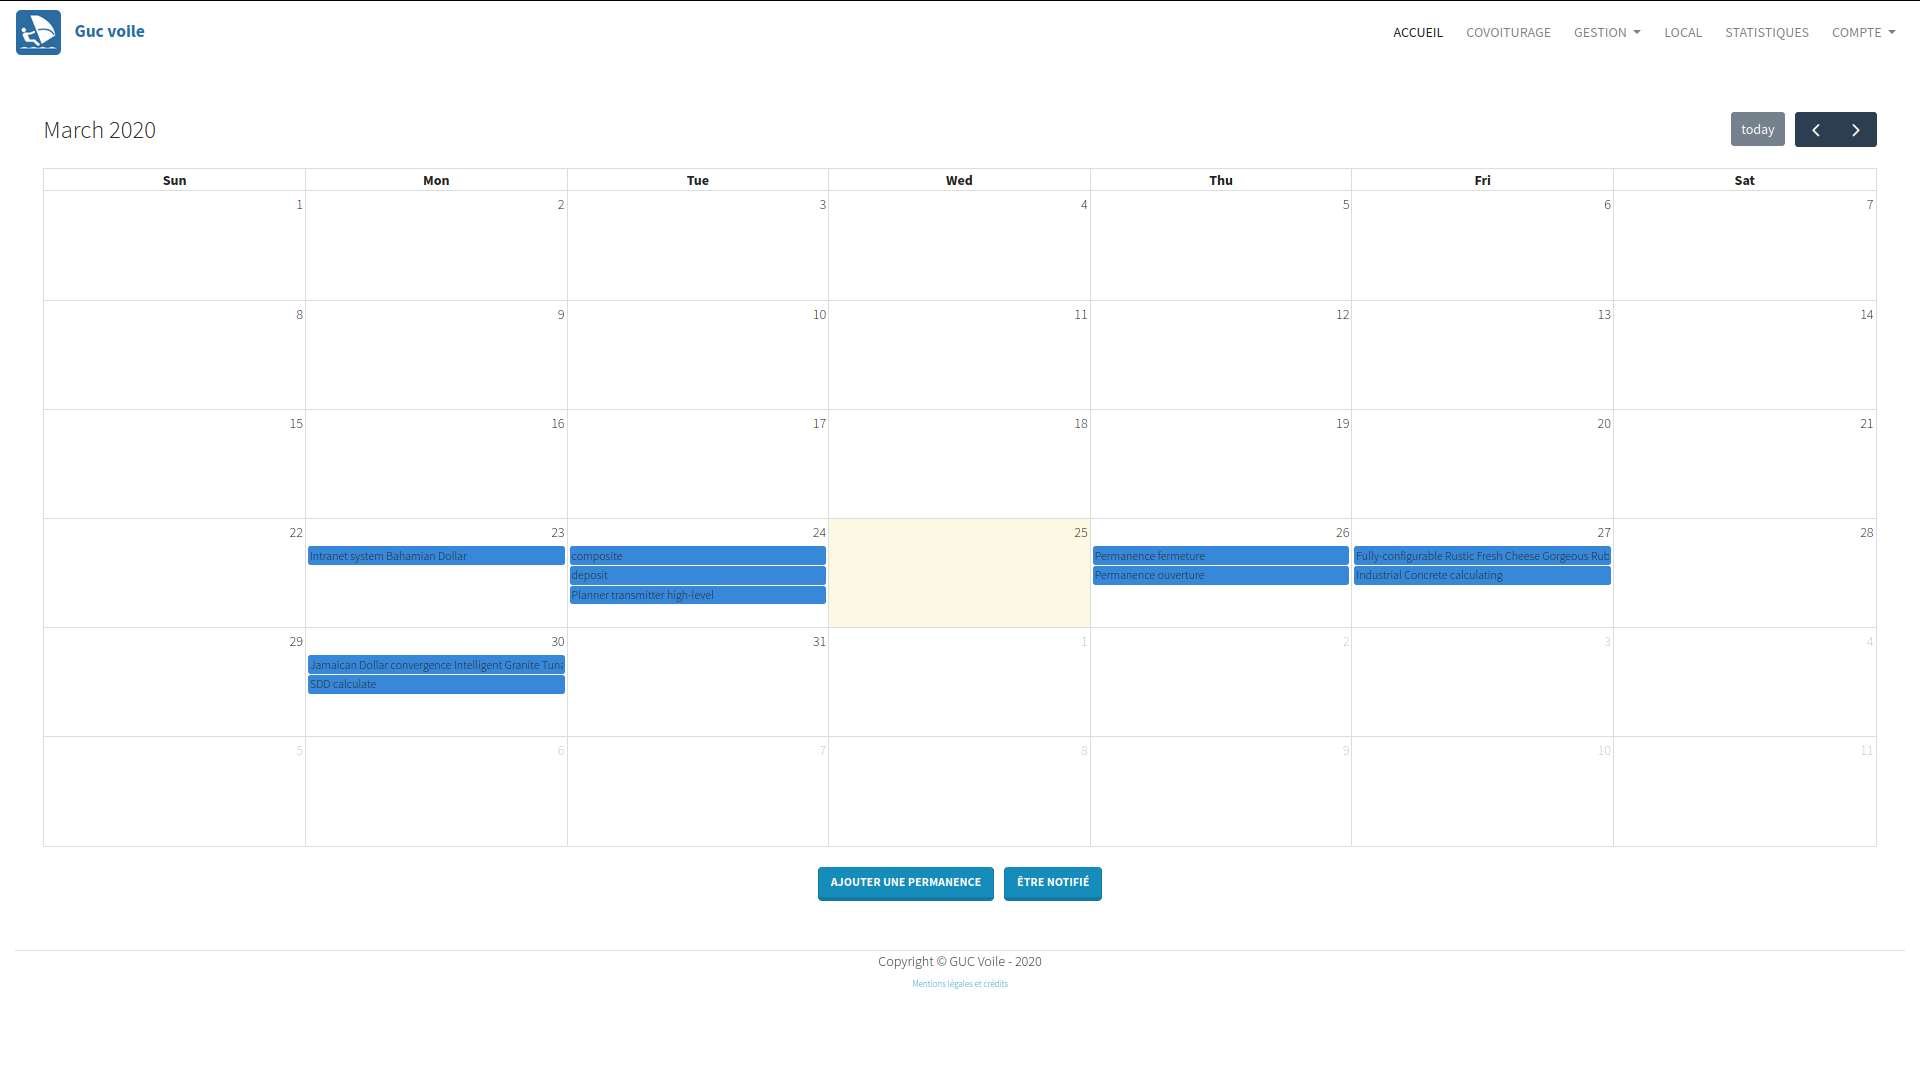 Guc voile
ACCUEIL COVOITURAGE GESTION LOCAL STATISTIQUES COMPTE
March 2020
today
Sun Mon Tue Wed Thu Fri Sat
1 2 3 4 5 6 7
8 9 10 11 12 13 14
15 16 17 18 19 20 21
22 23 24 25 26 27 28
Intranet system Bahamian Dollar composite Permanence fermeture Fully-configurable Rustic Fresh Cheese Gorgeous Rub
deposit Permanence ouverture Industrial Concrete calculating
Planner transmitter high-level
29 30 31 1 2 3 4
Jamaican Dollar convergence Intelligent Granite Tuna
SDD calculate
5 6 7 8 9 10 11
AJOUTER UNE PERMANENCE ÊTRE NOTIFIÉ
Copyright © GUC Voile - 2020
Mentions légales et crédits